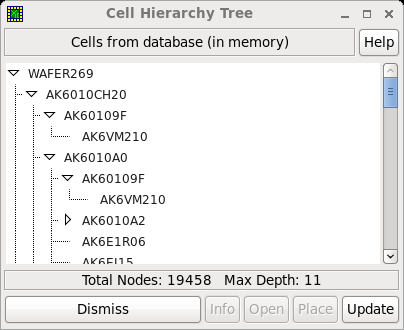 Cell Hierarchy Tree
Cells from database (in memory)
Help
WAFER269
AK6010CH20
AK60109F
AK6VM210
AK6010A0
AK60109F
AK6VM210
AK6010A2
AK6E1R06
AK6EI15
Total Nodes: 19458 Max Depth: 11
Dismiss
Info
Open
Place
Update